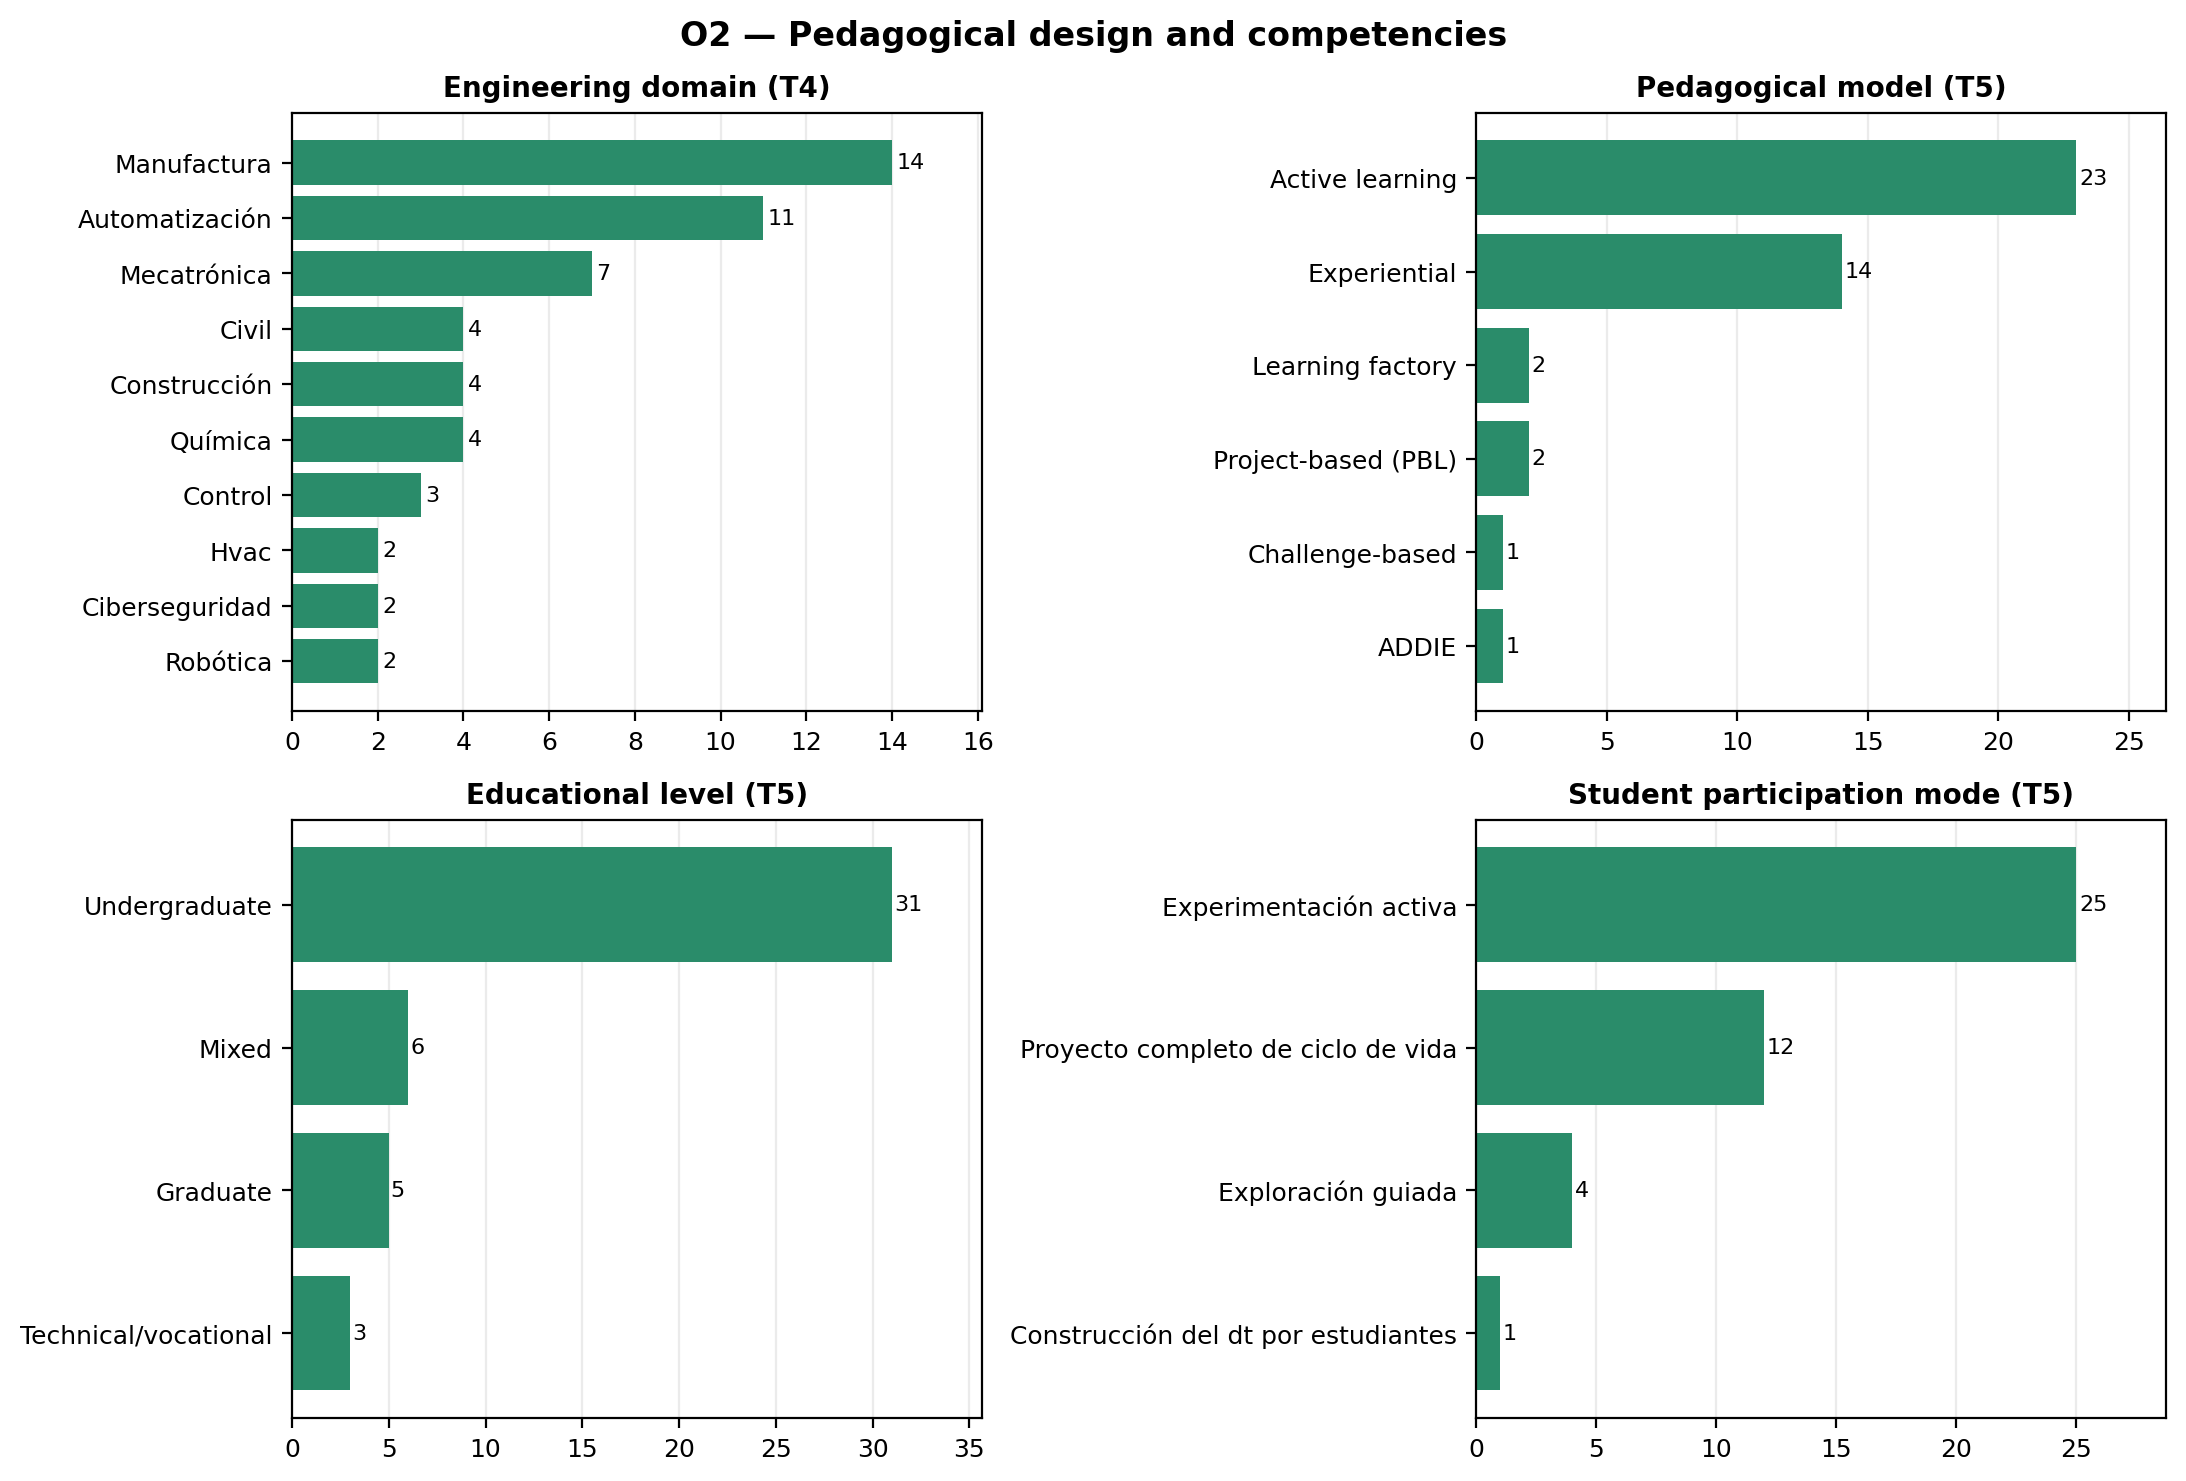 O2 — Pedagogical design and competencies
Engineering domain (T4)
Manufactura 14
Automatización 11
Mecatrónica 7
Civil 4
Construcción 4
Química 4
Control 3
Hvac 2
Ciberseguridad 2
Robótica 2
0 2 4 6 8 10 12 14 16
Pedagogical model (T5)
Active learning 23
Experiential 14
Learning factory 2
Project-based (PBL) 2
Challenge-based 1
ADDIE 1
0 5 10 15 20 25
Educational level (T5)
Undergraduate 31
Mixed 6
Graduate 5
Technical/vocational 3
0 5 10 15 20 25 30 35
Student participation mode (T5)
Experimentación activa 25
Proyecto completo de ciclo de vida 12
Exploración guiada 4
Construcción del dt por estudiantes 1
0 5 10 15 20 25